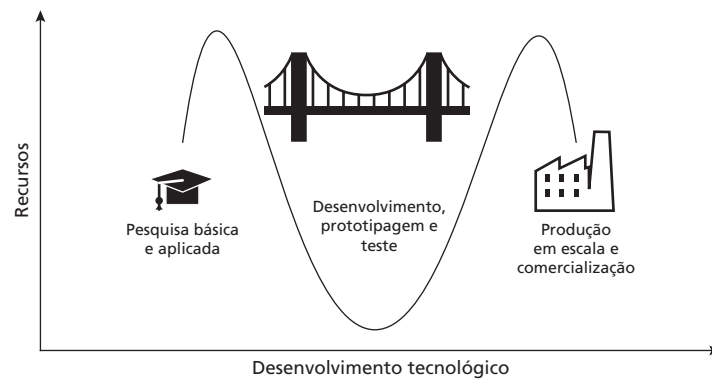 Recursos
Pesquisa básica
e aplicada
Desenvolvimento,
prototipagem e
teste
Produção
em escala e
comercialização
Desenvolvimento tecnológico